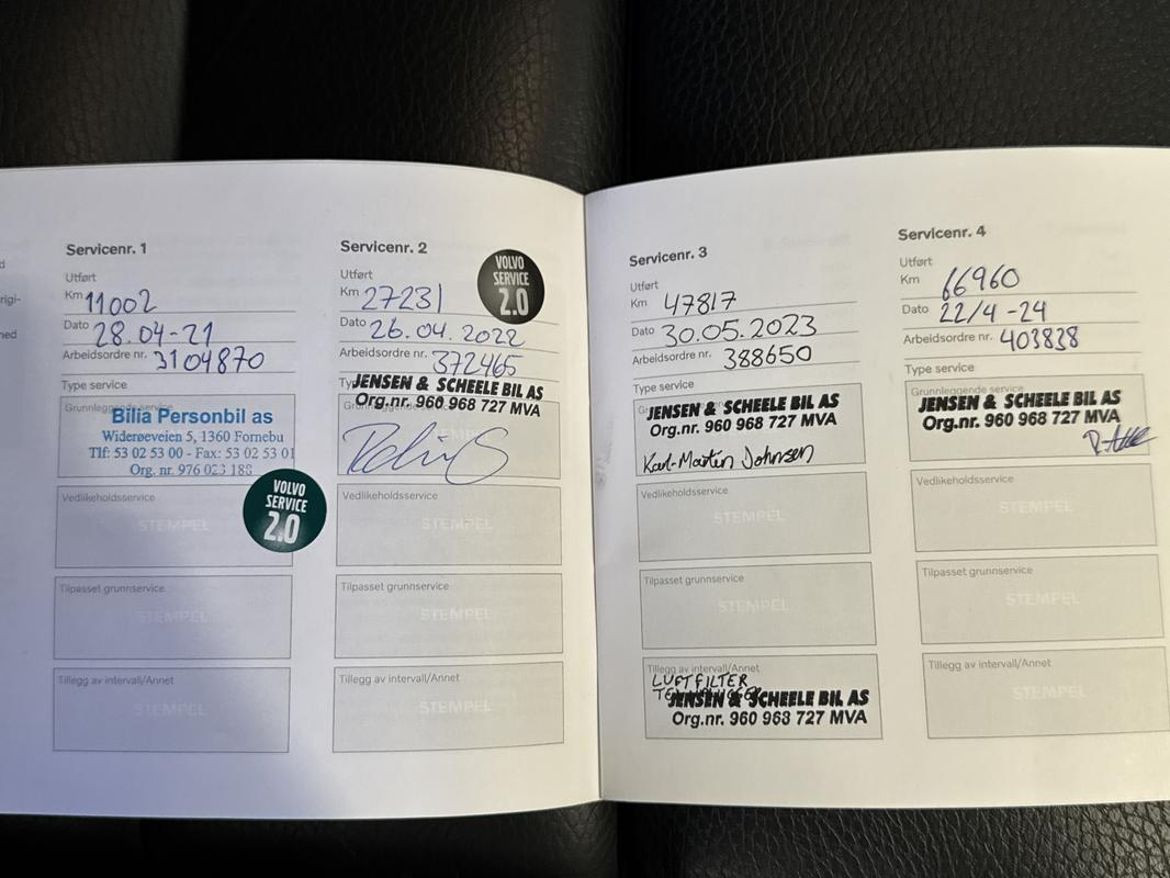 d
rigi-
ned
Servicenr. 1
Utført
Km 11002
Dato 28.04-21
Arbeidsordre nr. 3104870
Type service
Grunnleggende service
Bilia Personbil as
Widerøeveien 5, 1360 Fornebu
Tlf: 53 02 53 00 - Fax: 53 02 53 01
Org. nr. 976 023 188
Vedlikeholdsservice
STEMPEL
VOLVO
SERVICE
2.0
Tilpasset grunnservice
STEMPEL
Tillegg av intervall/Annet
STEMPEL
Servicenr. 2
VOLVO
SERVICE
2.0
Utført
Km 27231
Dato 26.04.2022
Arbeidsordre nr. 372465
JENSEN & SCHEELE BIL AS
Org.nr. 960 968 727 MVA
Vedlikeholdsservice
STEMPEL
Tilpasset grunnservice
STEMPEL
Tillegg av intervall/Annet
STEMPEL
Servicenr. 3
Utført
Km 47817
Dato 30.05.2023
Arbeidsordre nr. 388650
Type service
JENSEN & SCHEELE BIL AS
Org.nr. 960 968 727 MVA
Karl-Martin Johnsen
Vedlikeholdsservice
STEMPEL
Tilpasset grunnservice
STEMPEL
Tillegg av intervall/Annet
LUFTFILTER
JENSEN & SCHEELE BIL AS
Org.nr. 960 968 727 MVA
Servicenr. 4
Utført
Km 66960
Dato 22/4-24
Arbeidsordre nr. 403838
Type service
Grunnleggende service
JENSEN & SCHEELE BIL AS
Org.nr. 960 968 727 MVA
Vedlikeholdsservice
STEMPEL
Tilpasset grunnservice
STEMPEL
Tillegg av intervall/Annet
STEMPEL